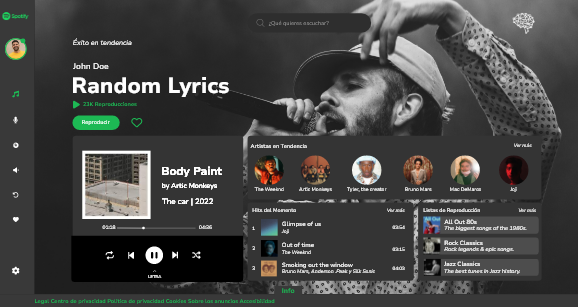 Spotify
¿Qué quieres escuchar?
Éxito en tendencia
John Doe
Random Lyrics
23K Reproducciones
Reproducir
Body Paint
by Artic Monkeys
The car | 2022
01:18
04:36
LETRA
Artistas en Tendencia
Ver más
The Weeknd
Artic Monkeys
Tyler, the creator
Bruno Mars
Mac DeMarco
Joji
Hits del Momento
Ver más
1
Glimpse of us
Joji
03:54
2
Out of time
The Weeknd
03:15
3
Smoking out the window
Bruno Mars, Anderson .Paak y Silk Sonic
04:03
Listas de Reproducción
Ver más
All Out 80s
The biggest songs of the 1980s.
Rock Classics
Rock legends & epic songs.
Jazz Classics
The best tunes in Jazz history.
Info
Legal Centro de privacidad Política de privacidad Cookies Sobre los anuncios Accesibilidad